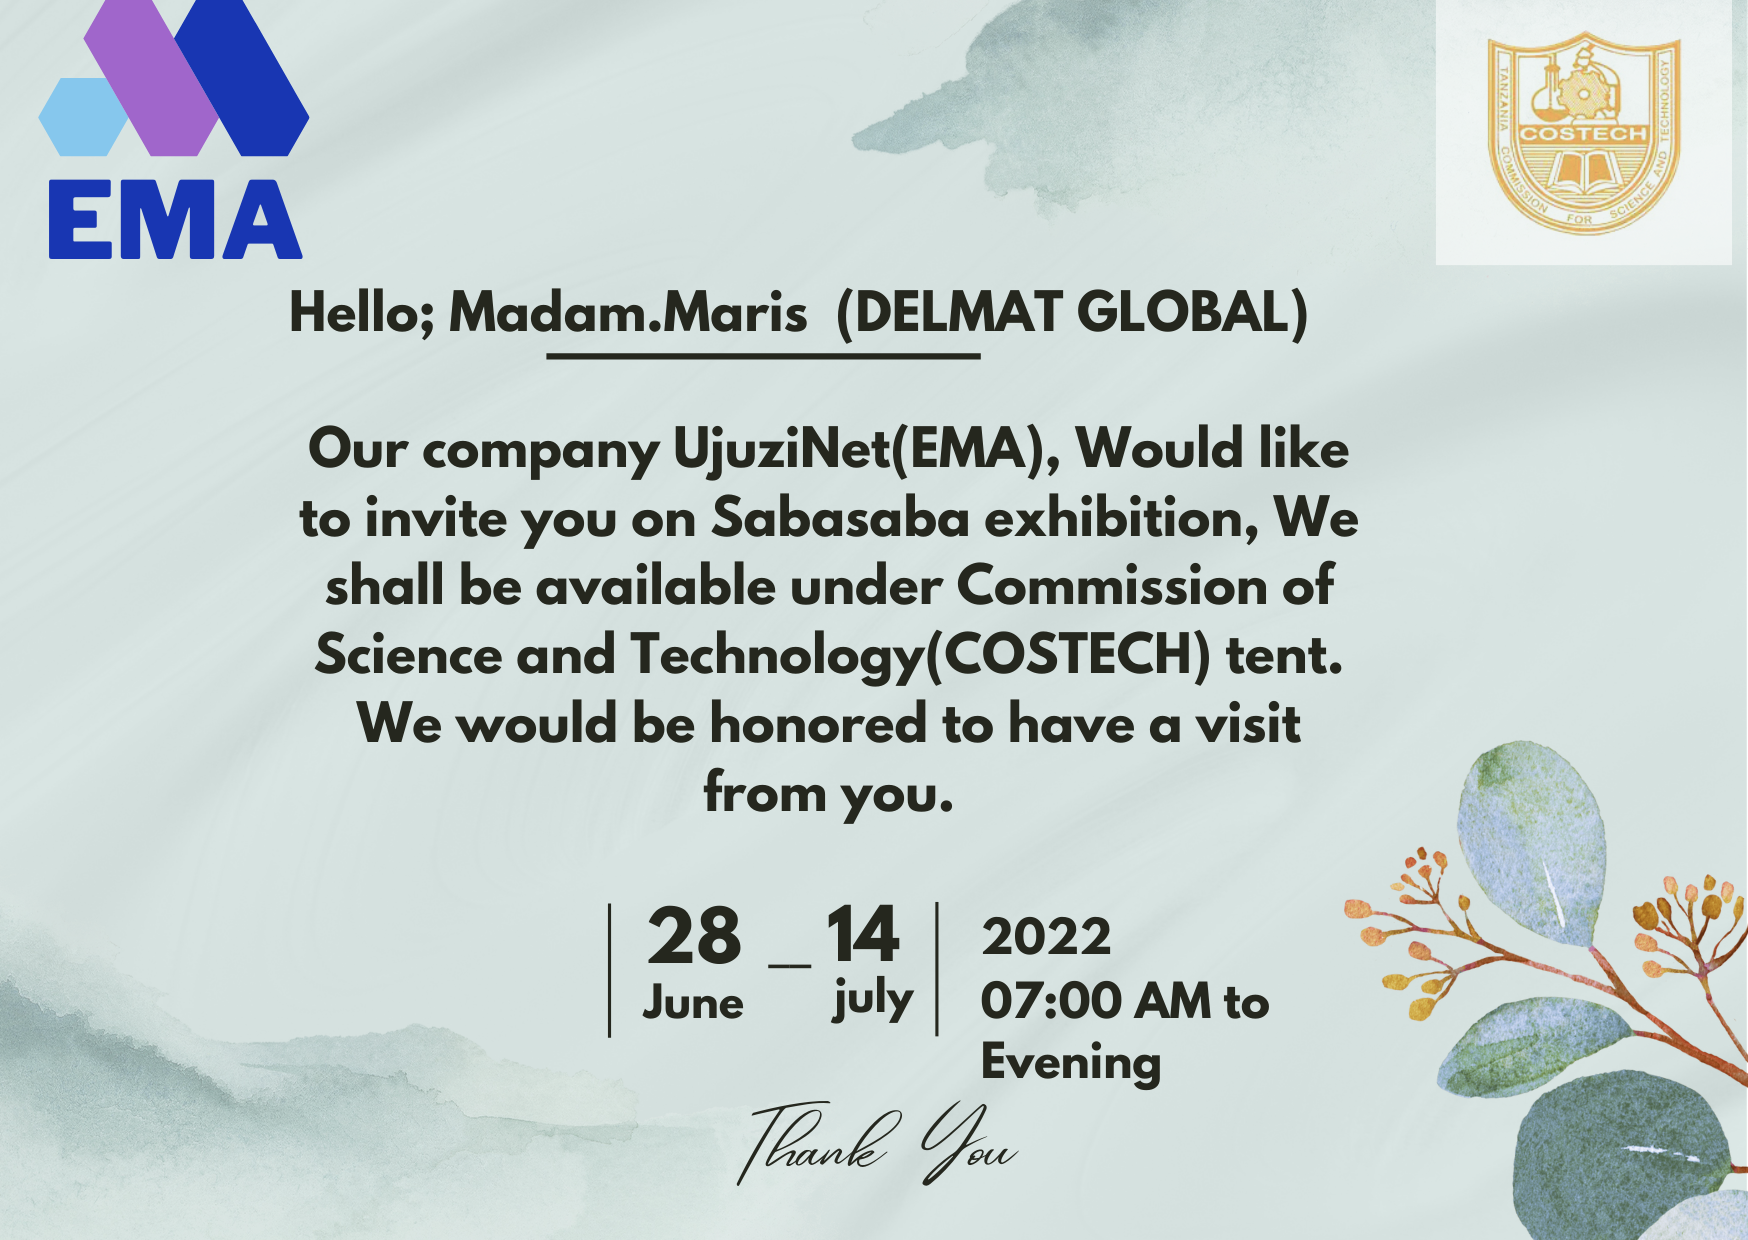 EMA
TANZANIA COMMISSION FOR SCIENCE AND TECHNOLOGY
COSTECH
Hello; Madam.Maris (DELMAT GLOBAL)
Our company UjuziNet(EMA), Would like
to invite you on Sabasaba exhibition, We
shall be available under Commission of
Science and Technology(COSTECH) tent.
We would be honored to have a visit
from you.
28 __ 14
June july
2022
07:00 AM to
Evening
Thank You